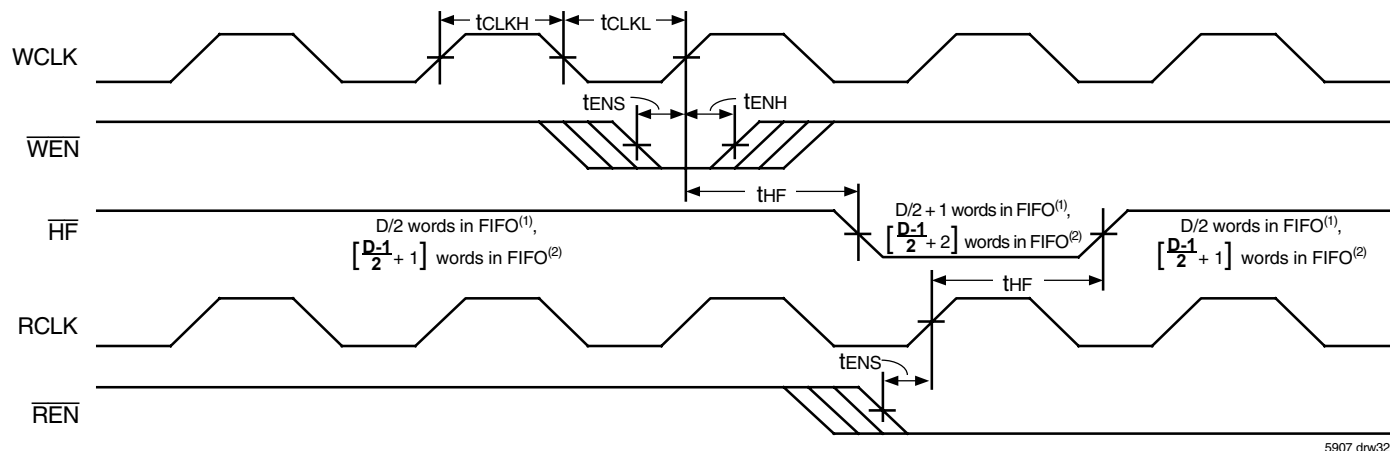 tCLKH
tCLKL
WCLK
tENS
tENH
WEN
tHF
HF
D/2 words in FIFO(1),
[D-1/2 + 1] words in FIFO(2)
D/2 + 1 words in FIFO(1),
[D-1/2 + 2] words in FIFO(2)
D/2 words in FIFO(1),
[D-1/2 + 1] words in FIFO(2)
tHF
RCLK
tENS
REN
5907 drw32